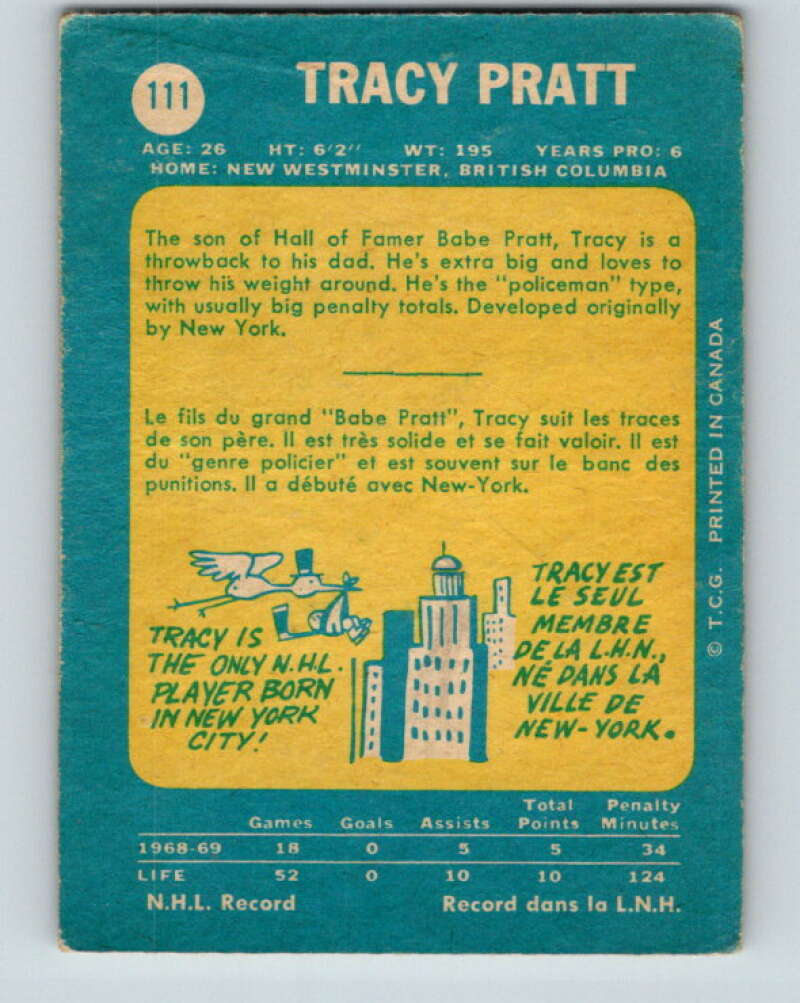 111
TRACY PRATT
AGE: 26 HT: 6'2'' WT: 195 YEARS PRO: 6
HOME: NEW WESTMINSTER, BRITISH COLUMBIA
The son of Hall of Famer Babe Pratt, Tracy is a
throwback to his dad. He's extra big and loves to
throw his weight around. He's the "policeman" type,
with usually big penalty totals. Developed originally
by New York.
Le fils du grand "Babe Pratt", Tracy suit les traces
de son père. Il est très solide et se fait valoir. Il est
du "genre policier" et est souvent sur le banc des
punitions. Il a débuté avec New-York.
TRACY IS
THE ONLY N.H.L.
PLAYER BORN
IN NEW YORK
CITY!
TRACY EST
LE SEUL
MEMBRE
DE LA L.H.N.,
NÉ DANS LA
VILLE DE
NEW-YORK.
© T.C.G. PRINTED IN CANADA
Games Goals Assists Total Points Penalty Minutes
1968-69 18 0 5 5 34
LIFE 52 0 10 10 124
N.H.L. Record Record dans la L.N.H.